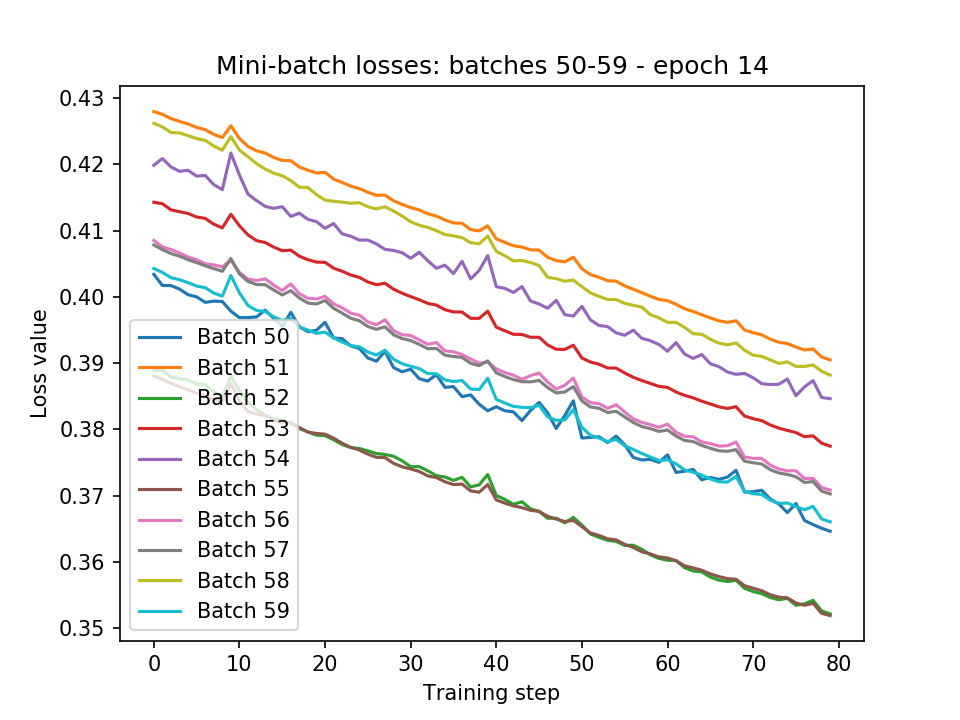 Mini-batch losses: batches 50-59 - epoch 14
0.43
0.42
0.41
0.40
0.39
0.38
0.37
0.36
0.35
Loss value
Batch 50
Batch 51
Batch 52
Batch 53
Batch 54
Batch 55
Batch 56
Batch 57
Batch 58
Batch 59
0 10 20 30 40 50 60 70 80
Training step